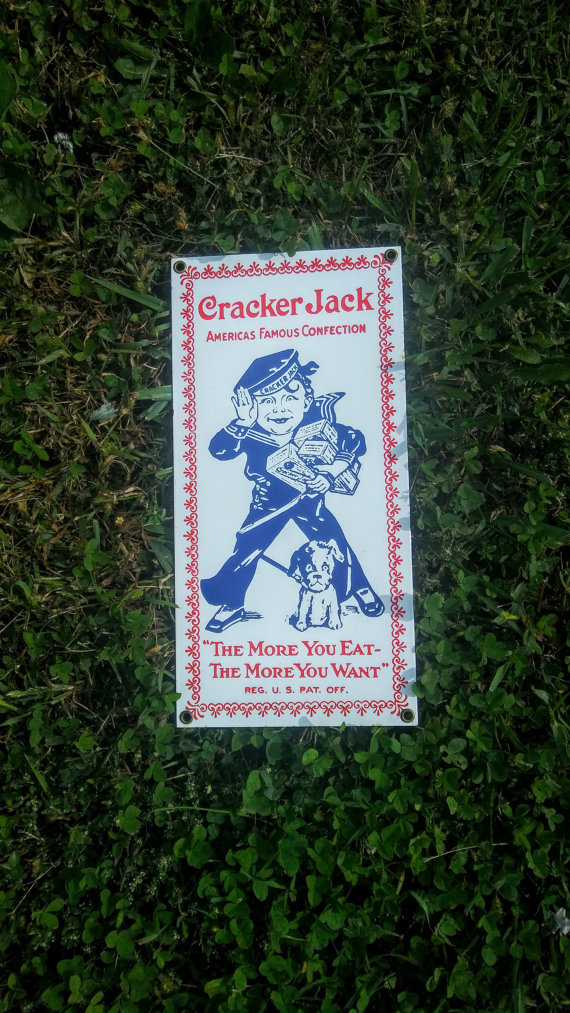 Cracker Jack
AMERICAS FAMOUS CONFECTION
CRACKER JACK
"THE MORE YOU EAT-
THE MORE YOU WANT"
REG. U. S. PAT. OFF.